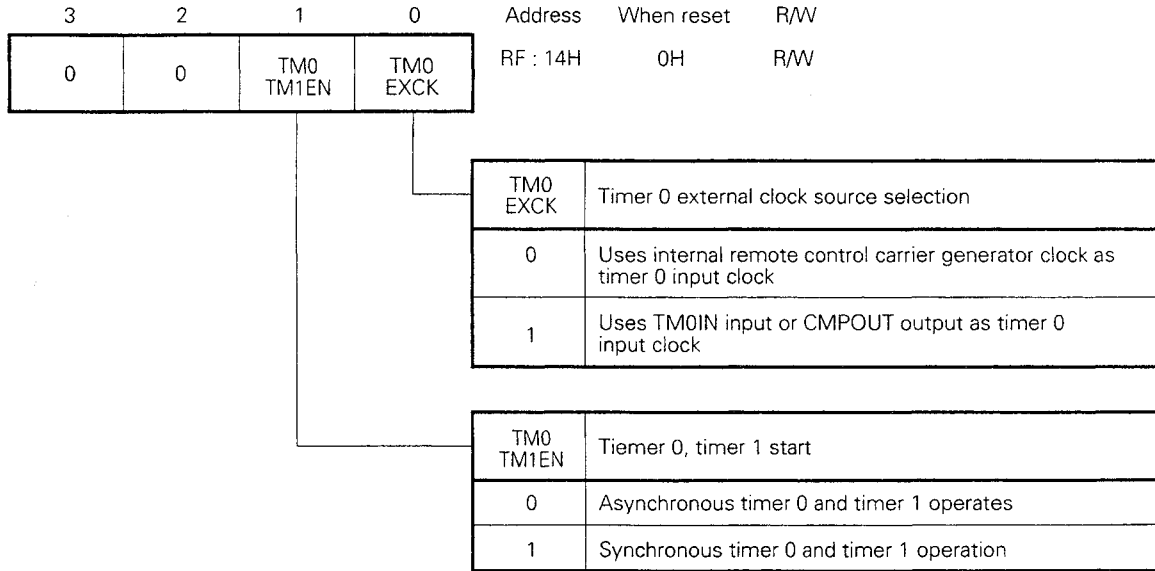 3 2 1 0 Address When reset R/W
0 0 TM0 TM1EN TM0 EXCK RF : 14H 0H R/W
TM0
EXCK
Timer 0 external clock source selection
0
Uses internal remote control carrier generator clock as
timer 0 input clock
1
Uses TM0IN input or CMPOUT output as timer 0
input clock
TM0
TM1EN
Tiemer 0, timer 1 start
0 Asynchronous timer 0 and timer 1 operates
1 Synchronous timer 0 and timer 1 operation